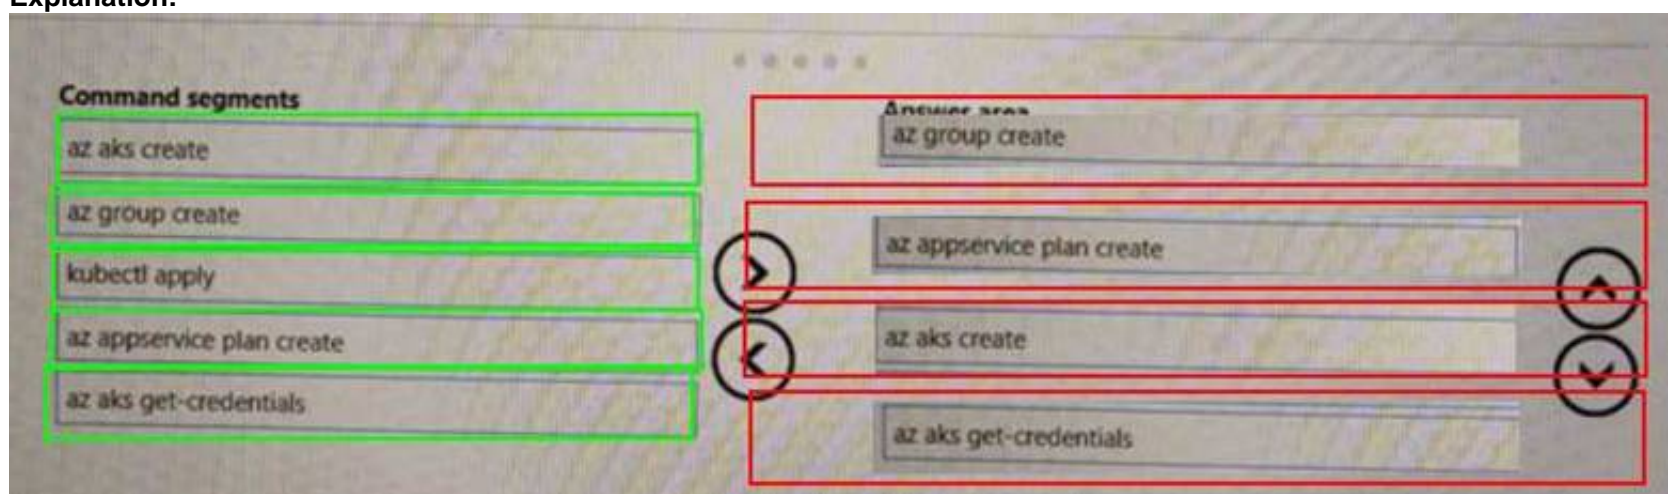 Explanation:
Command segments
az aks create
az group create
kubectl apply
az appservice plan create
az aks get-credentials
Answer area
az group create
az appservice plan create
az aks create
az aks get-credentials